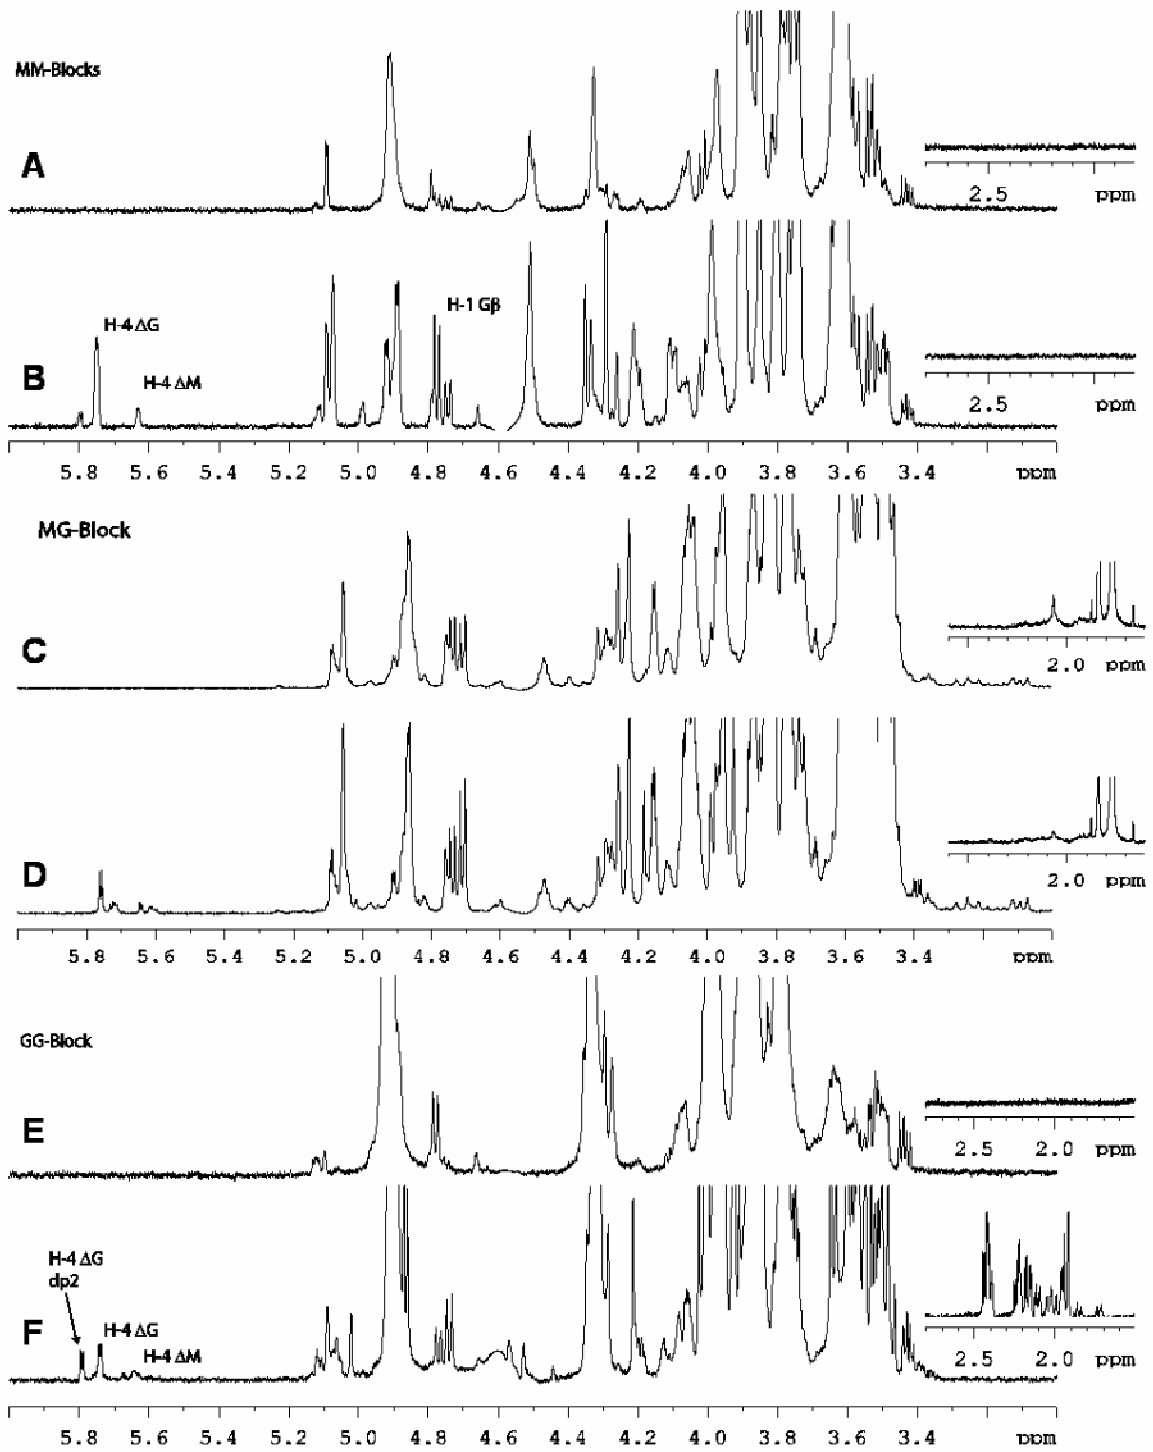 MM-Blocks
A
2.5 ppm
H-4 ΔG
H-1 Gβ
H-4 ΔM
B
2.5 ppm
5.8 5.6 5.4 5.2 5.0 4.8 4.6 4.4 4.2 4.0 3.8 3.6 3.4 ppm
MG-Block
C
2.0 ppm
D
2.0 ppm
5.8 5.6 5.4 5.2 5.0 4.8 4.6 4.4 4.2 4.0 3.8 3.6 3.4 ppm
GG-Block
E
2.5 2.0 ppm
H-4 ΔG
dp2
H-4 ΔG
H-4 ΔM
F
2.5 2.0 ppm
5.8 5.6 5.4 5.2 5.0 4.8 4.6 4.4 4.2 4.0 3.8 3.6 3.4 ppm